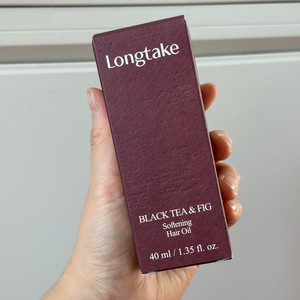 Longtake
BLACK TEA & FIG
Softening
Hair Oil
40 ml / 1.35 fl. oz.